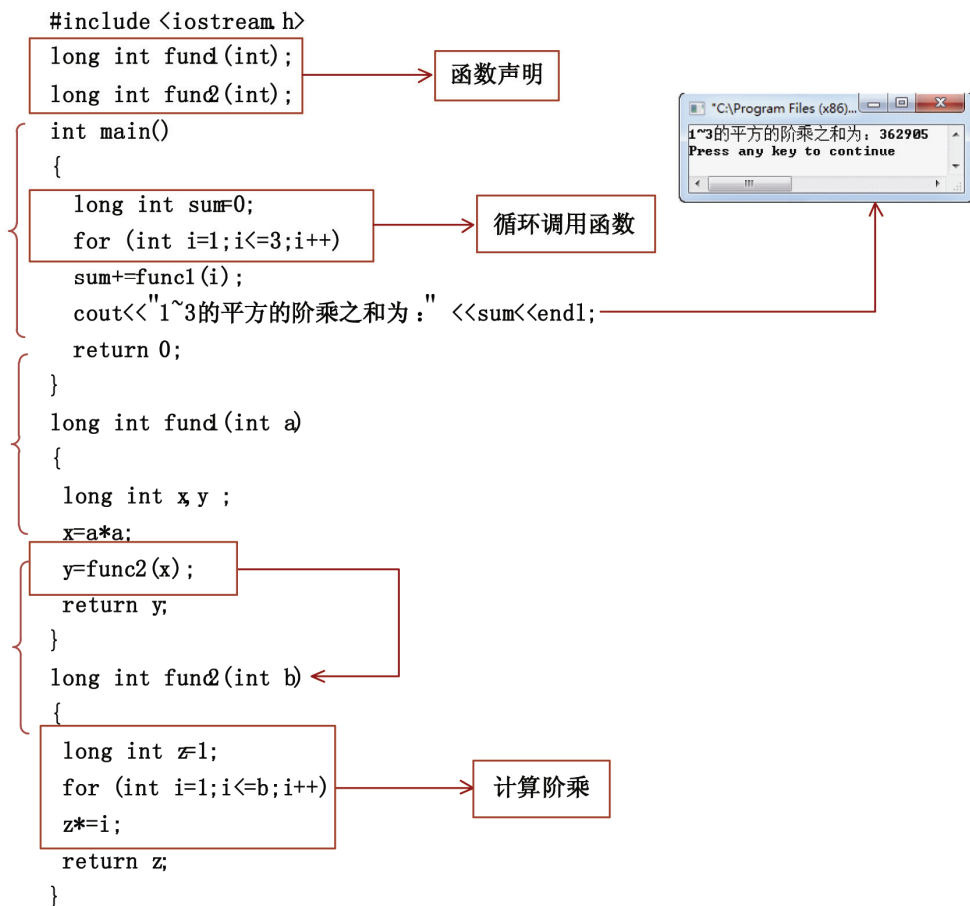 #include <iostream.h>
long int func1(int);
函数声明
long int func2(int);
int main()
{
long int sum=0;
for (int i=1;i<=3;i++)
循环调用函数
sum+=func1(i);
cout<<"1~3的平方的阶乘之和为:" <<sum<<endl;
return 0;
}
"C:\Program Files (x86)...
1~3的平方的阶乘之和为: 362905
Press any key to continue
long int func1(int a)
{
long int x,y ;
x=a*a;
y=func2(x);
return y;
}
long int func2(int b)
{
long int z=1;
for (int i=1;i<=b;i++)
计算阶乘
z*=i;
return z;
}